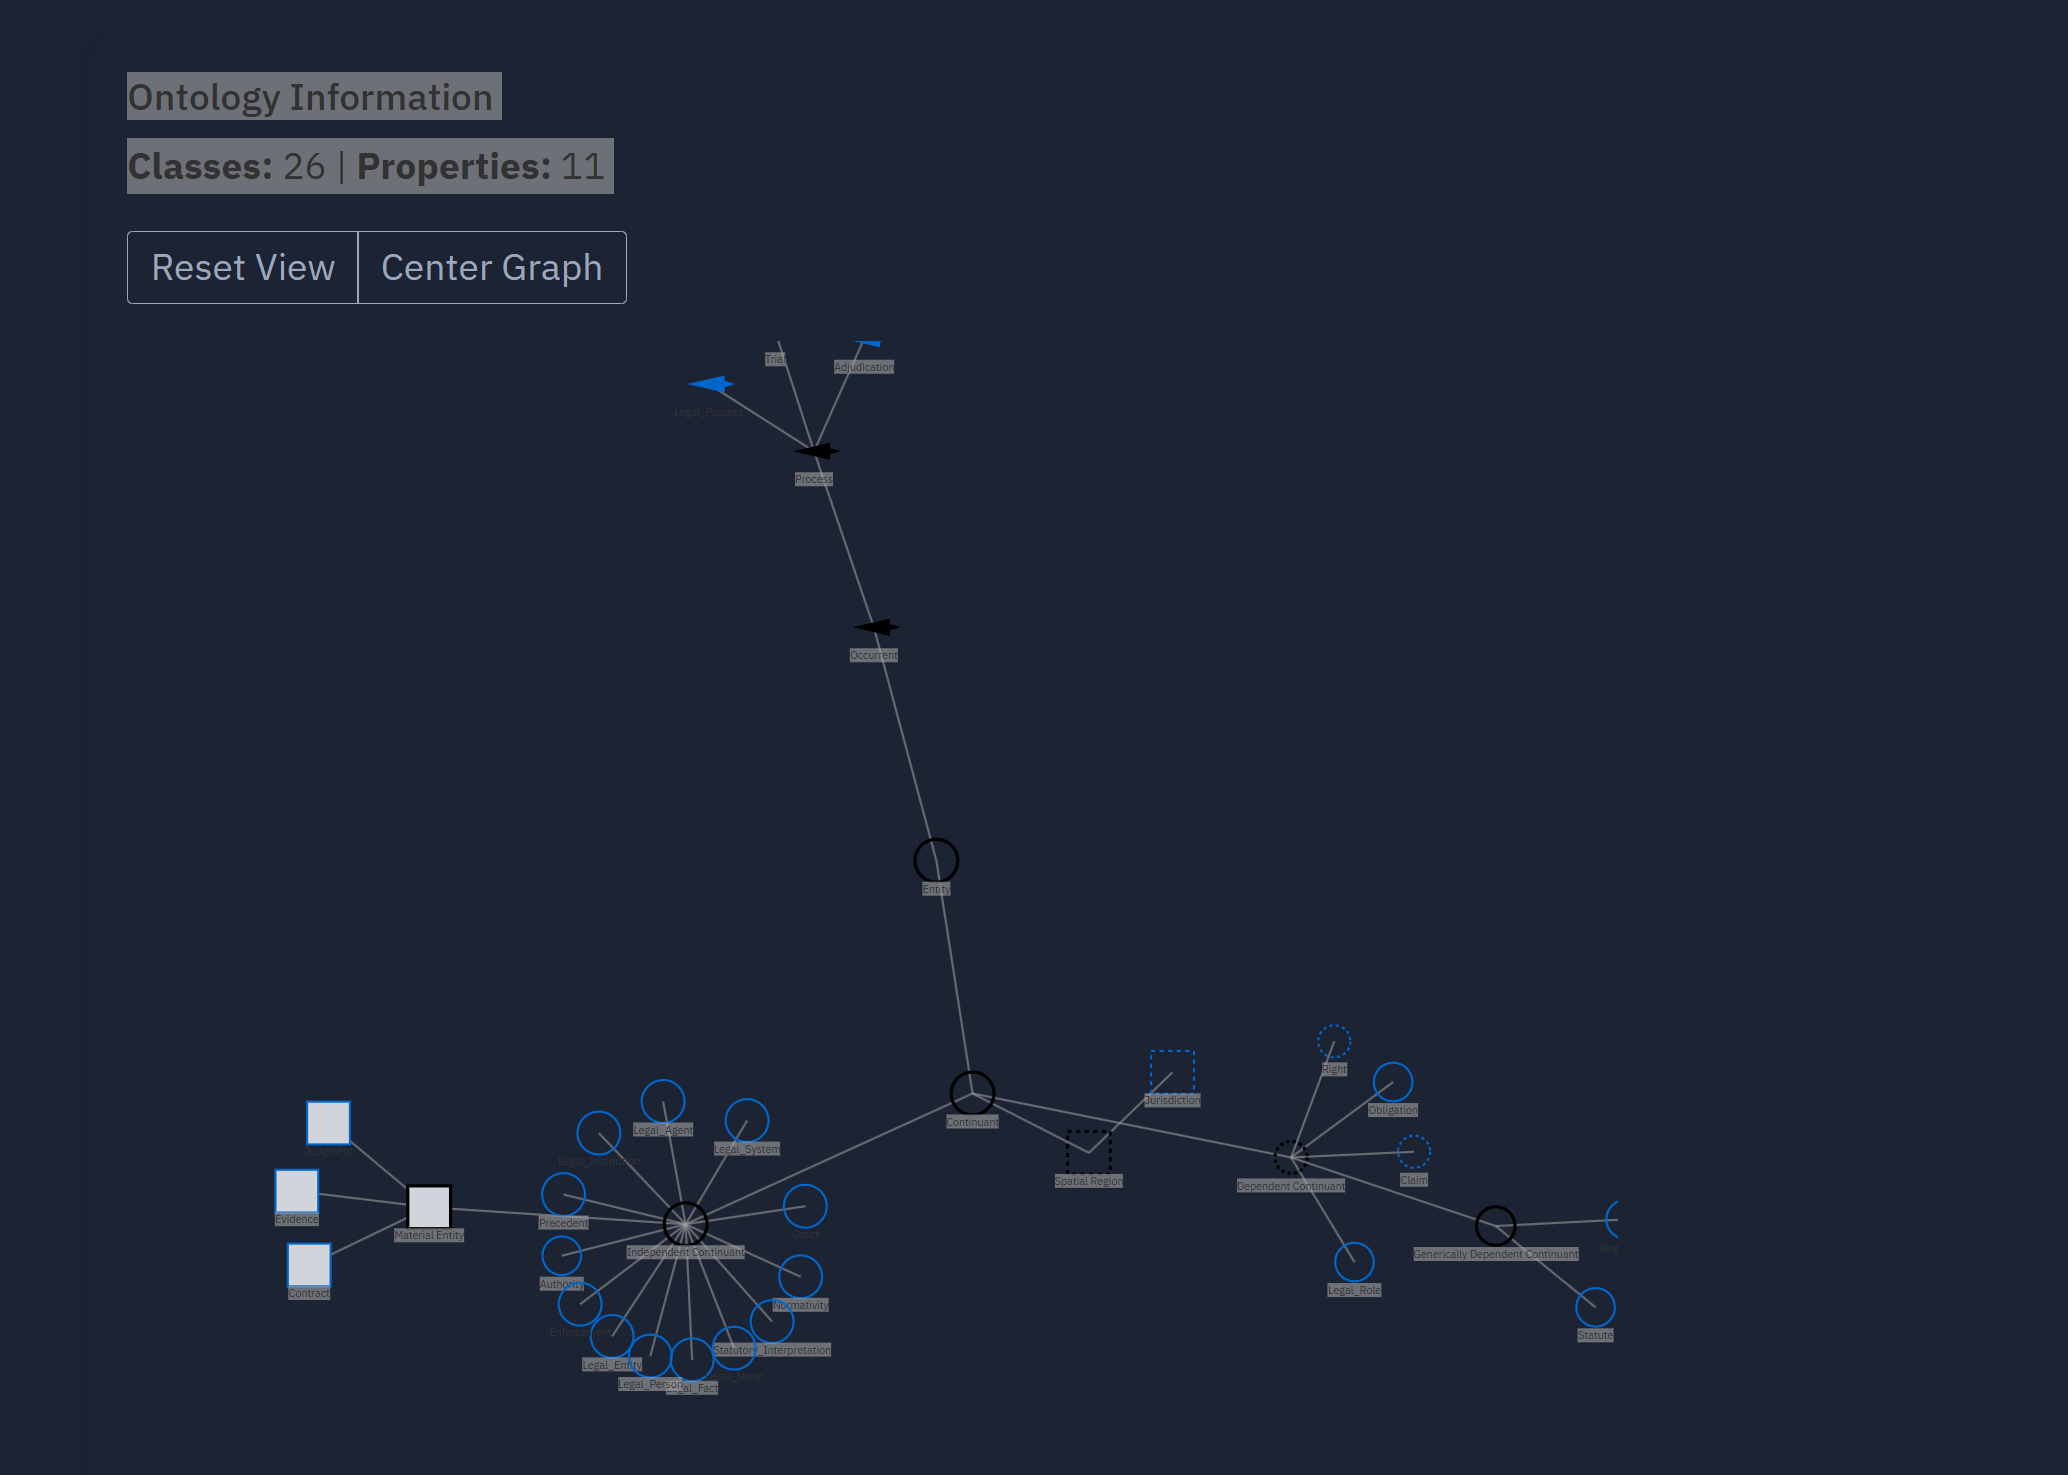 Ontology Information
Classes: 26 | Properties: 11
Reset View
Center Graph
Trial
Adjudication
Legal_Process
Process
Occurrent
Entity
Right
Jurisdiction
Obligation
Continuant
Legal_Agent
Legal_System
Judgment
Legal_Institution
Spatial Region
Claim
Dependent Continuant
Evidence
Precedent
Material Entity
Court
Independent Continuant
Generically Dependent Continuant
Authority
Contract
Legal_Role
Normativity
Enforcement
Statute
Statutory_Interpretation
Legal_Entity
Legal_Norm
Legal_Person
Legal_Fact
Reg